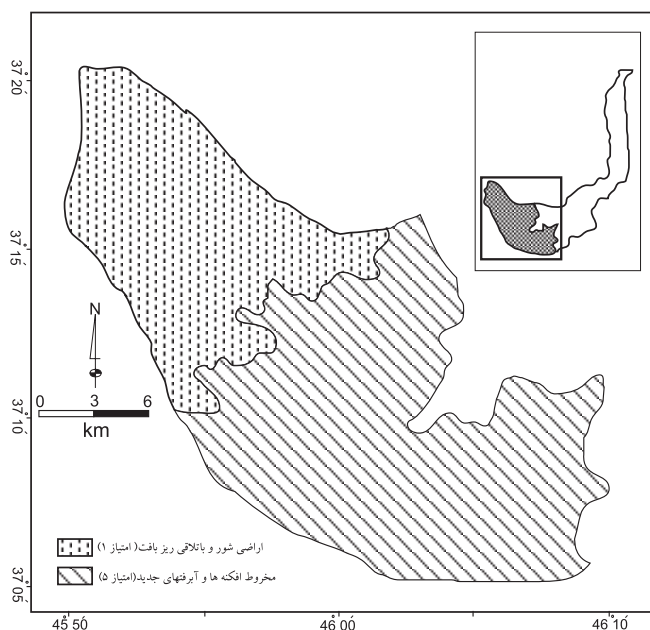 37°20'
37°15'
N
0 3 6
km
37°10'
اراضی شور و باتلاقی ریز بافت( امتیاز ۱)
مخروط افکنه ها و آبرفتهای جدید(امتیاز ۵)
37°05'
45°50' 46°00' 46°10'